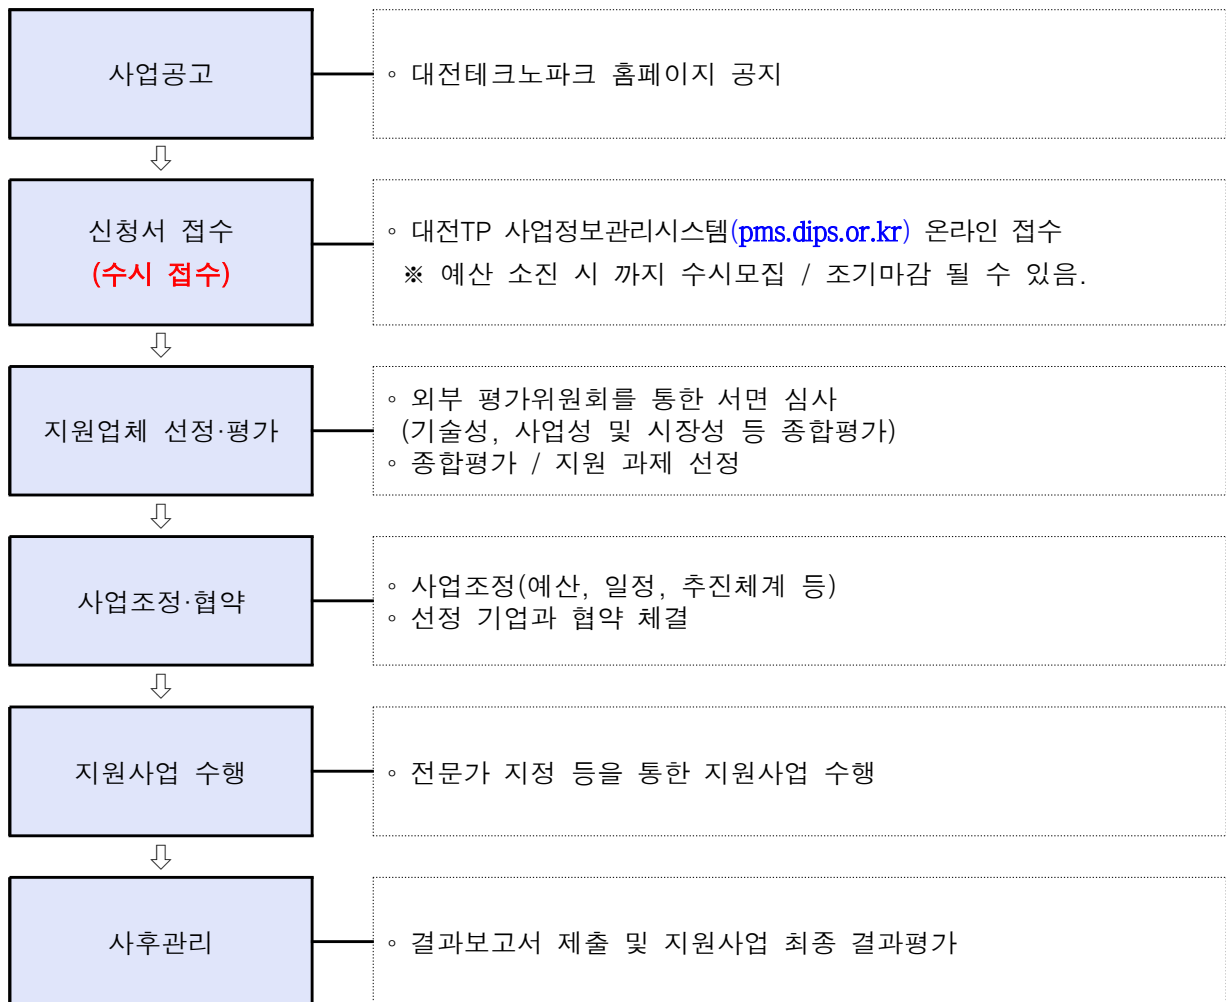 사업공고
◦ 대전테크노파크 홈페이지 공지
⇩
신청서 접수
(수시 접수)
◦ 대전TP 사업정보관리시스템(pms.dips.or.kr) 온라인 접수
※ 예산 소진 시 까지 수시모집 / 조기마감 될 수 있음.
⇩
지원업체 선정·평가
◦ 외부 평가위원회를 통한 서면 심사
(기술성, 사업성 및 시장성 등 종합평가)
◦ 종합평가 / 지원 과제 선정
⇩
사업조정·협약
◦ 사업조정(예산, 일정, 추진체계 등)
◦ 선정 기업과 협약 체결
⇩
지원사업 수행
◦ 전문가 지정 등을 통한 지원사업 수행
⇩
사후관리
◦ 결과보고서 제출 및 지원사업 최종 결과평가